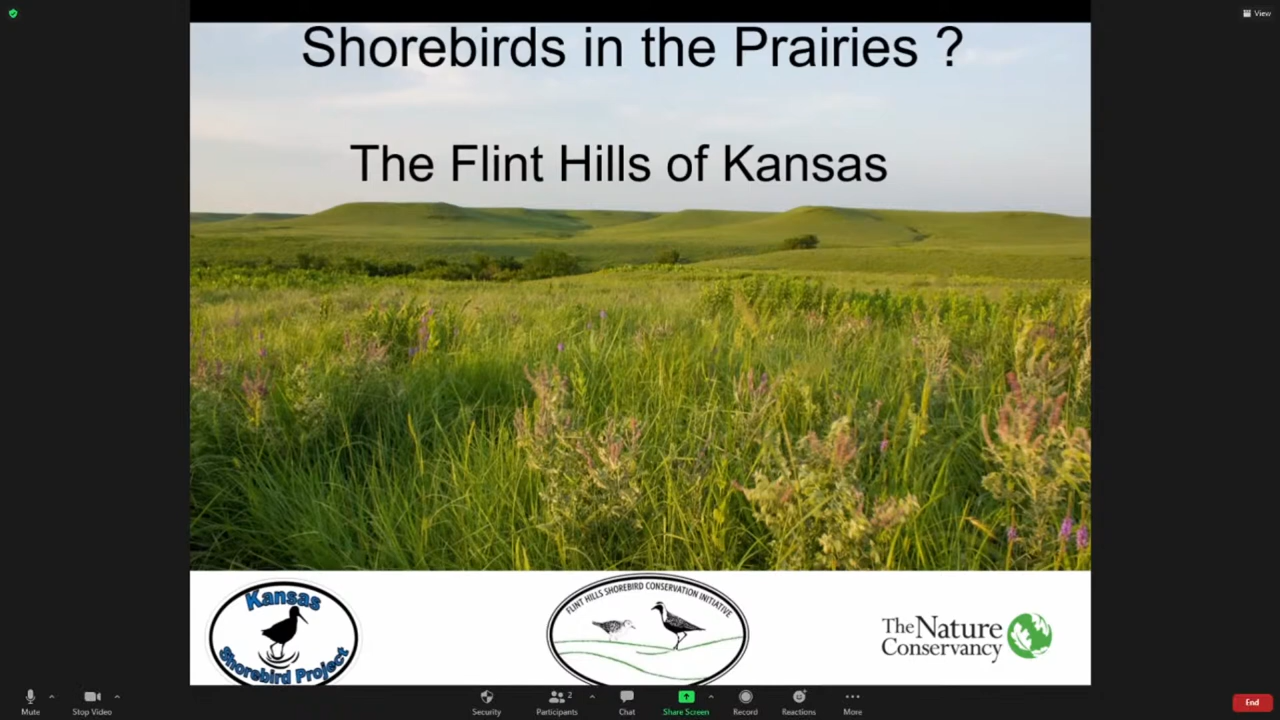 View
Shorebirds in the Prairies ?
The Flint Hills of Kansas
Kansas
Shorebird Project
FLINT HILLS SHOREBIRD CONSERVATION INITIATIVE
The Nature
Conservancy
Mute
Stop Video
Security
Participants
2
Chat
Share Screen
Record
Reactions
More
End